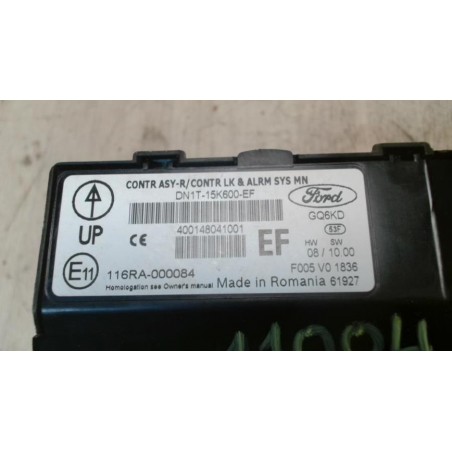 CONTR ASY-R/CONTR LK & ALRM SYS MN
DN1T-15K600-EF
Ford
GQ6KD
53F
UP
CE
400148041001
EF
HW SW
08 / 10.00
E11
116RA-000084
F005 V0 1836
Homologation see Owner's manual
Made in Romania 61927